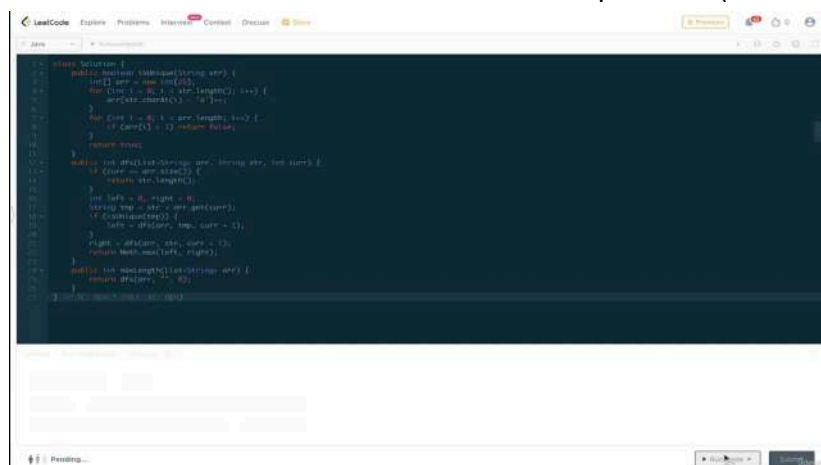 LeetCode Explore Problems Interview Contest Discuss Store
Premium 0
Java Autocomplete
class Solution {
public boolean isUnique(String str) {
int[] arr = new int[26];
for (int i = 0; i < str.length(); i++) {
arr[str.charAt(i) - 'a']++;
}
for (int i = 0; i < arr.length; i++) {
if (arr[i] > 1) return false;
}
return true;
}
public int dfs(List<String> arr, String str, int curr) {
if (curr == arr.size()) {
return str.length();
}
int left = 0, right = 0;
String tmp = str + arr.get(curr);
if (isUnique(tmp)) {
left = dfs(arr, tmp, curr + 1);
}
right = dfs(arr, str, curr + 1);
return Math.max(left, right);
}
public int maxLength(List<String> arr) {
return dfs(arr, "", 0);
}
}
Pending...
Submit